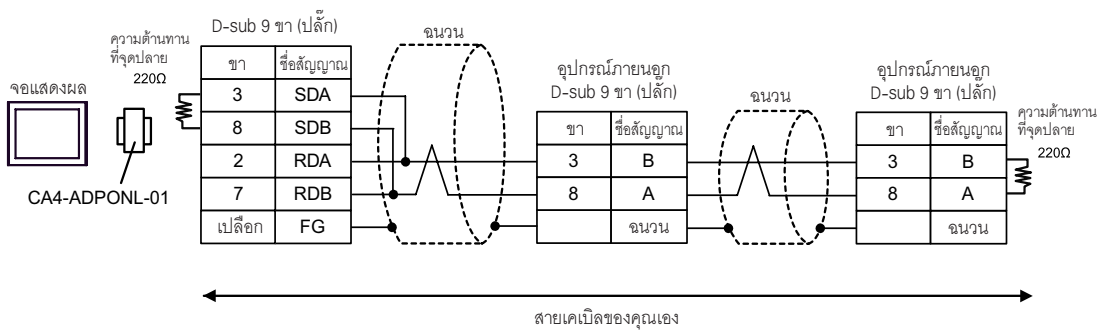 จอแสดงผล
CA4-ADPONL-01
ความต้านทาน
ที่จุดปลาย
220Ω
D-sub 9 ขา (ปลั๊ก)
ขา ชื่อสัญญาณ
3 SDA
8 SDB
2 RDA
7 RDB
เปลือก FG
ฉนวน
อุปกรณ์ภายนอก
D-sub 9 ขา (ปลั๊ก)
ขา ชื่อสัญญาณ
3 B
8 A
ฉนวน
ฉนวน
อุปกรณ์ภายนอก
D-sub 9 ขา (ปลั๊ก)
ขา ชื่อสัญญาณ
3 B
8 A
ฉนวน
ความต้านทาน
ที่จุดปลาย
220Ω
สายเคเบิลของคุณเอง